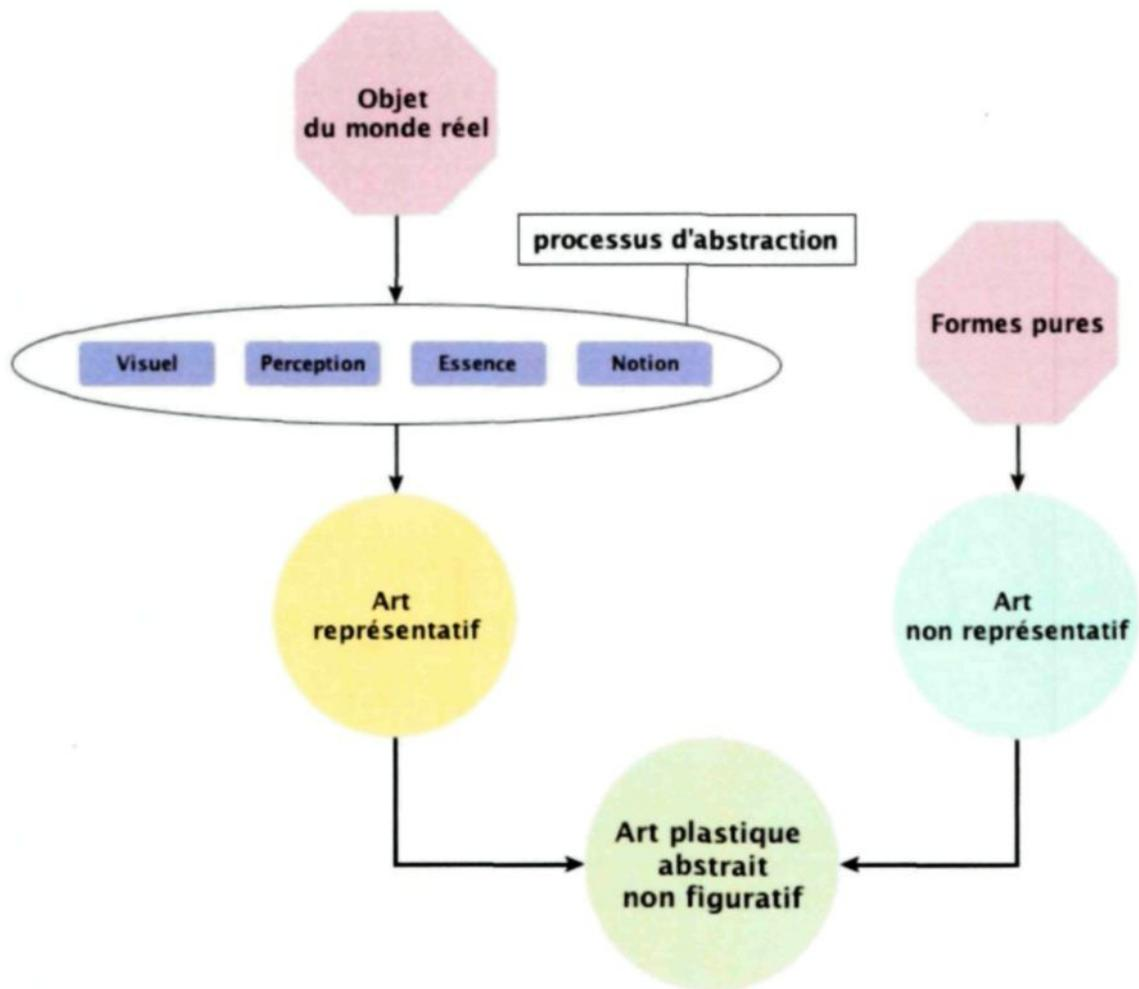 Objet
du monde réel
processus d'abstraction
Formes pures
Visuel
Perception
Essence
Notion
Art
représentatif
Art
non représentatif
Art plastique
abstrait
non figuratif